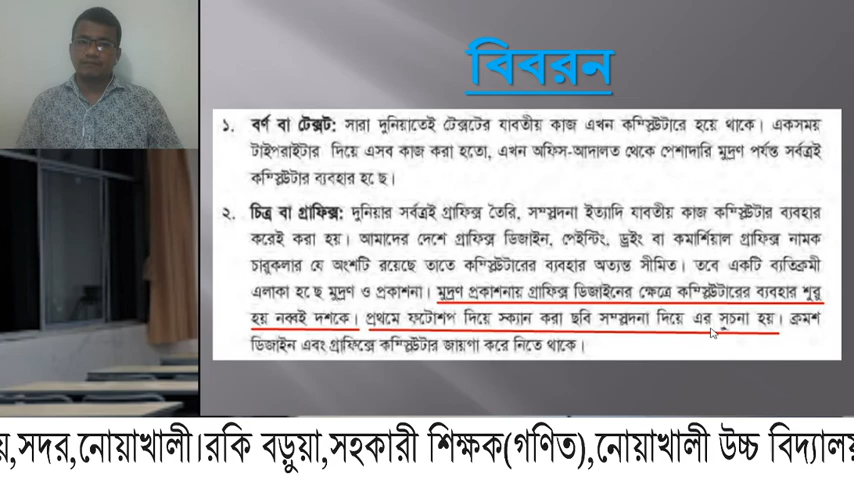 বিবরন
১. বর্ণ বা টেক্সট: সারা দুনিয়াতেই টেক্সটের যাবতীয় কাজ এখন কম্পিউটারে হয়ে থাকে। একসময়
টাইপরাইটার দিয়ে এসব কাজ করা হতো, এখন অফিস-আদালত থেকে পেশাদারি মুদ্রণ পর্যন্ত সর্বত্রই
কম্পিউটার ব্যবহার হচ্ছে।
২. চিত্র বা গ্রাফিক্স: দুনিয়ার সর্বত্রই গ্রাফিক্স তৈরি, সম্পাদনা ইত্যাদি যাবতীয় কাজ কম্পিউটার ব্যবহার
করেই করা হয়। আমাদের দেশে গ্রাফিক্স ডিজাইন, পেইন্টিং, ড্রইং বা কমার্শিয়াল গ্রাফিক্স নামক
চারুকলার যে অংশটি রয়েছে তাতে কম্পিউটারের ব্যবহার অত্যন্ত সীমিত। তবে একটি ব্যতিক্রমী
এলাকা হচ্ছে মুদ্রণ ও প্রকাশনা। মুদ্রণ প্রকাশনায় গ্রাফিক্স ডিজাইনের ক্ষেত্রে কম্পিউটারের ব্যবহার শুরু
হয় নব্বই দশকে। প্রথমে ফটোশপ দিয়ে স্ক্যান করা ছবি সম্পাদনা দিয়ে এর সূচনা হয়। ক্রমশ
ডিজাইন এবং গ্রাফিক্সে কম্পিউটার জায়গা করে নিতে থাকে।
য়,সদর,নোয়াখালী।রকি বড়ুয়া,সহকারী শিক্ষক(গণিত),নোয়াখালী উচ্চ বিদ্যালয়